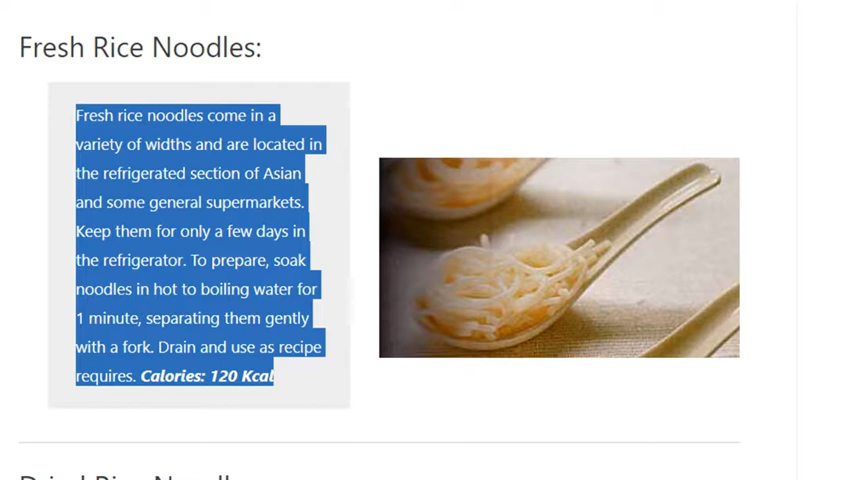 Fresh Rice Noodles:
Fresh rice noodles come in a
variety of widths and are located in
the refrigerated section of Asian
and some general supermarkets.
Keep them for only a few days in
the refrigerator. To prepare, soak
noodles in hot to boiling water for
1 minute, separating them gently
with a fork. Drain and use as recipe
requires. Calories: 120 Kcal